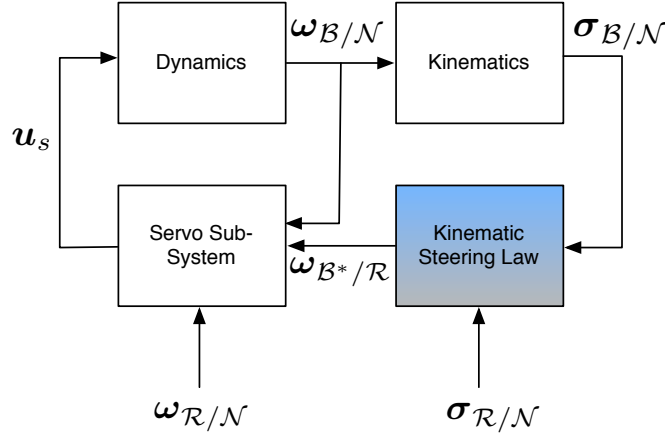 ω_{B/N}
σ_{B/N}
Dynamics
Kinematics
u_s
Servo Sub-
System
ω_{B*/R}
Kinematic
Steering Law
ω_{R/N}
σ_{R/N}